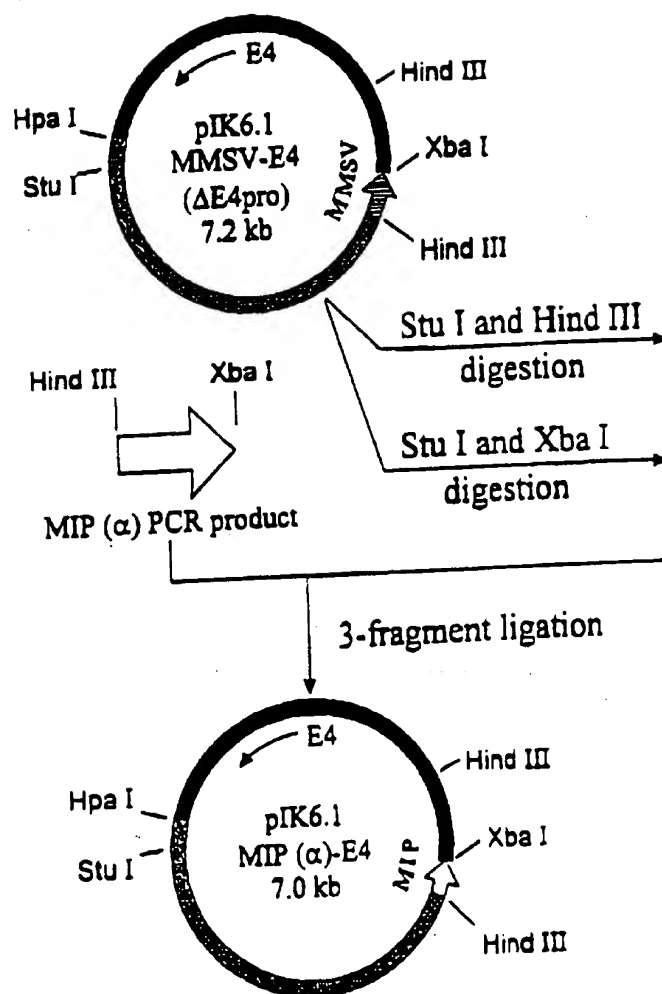 E4
Hind III
Hpa I
pIK6.1
MMSV-E4
(ΔE4pro)
7.2 kb
Stu I
MMSV
Xba I
Hind III
Stu I and Hind III
digestion
Hind III
Xba I
Stu I and Xba I
digestion
MIP (α) PCR product
3-fragment ligation
E4
Hind III
Hpa I
pIK6.1
MIP (α)-E4
7.0 kb
Stu I
MIP
Xba I
Hind III